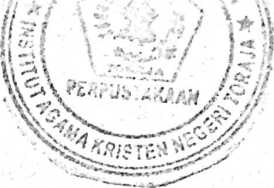 PERPUSTAKAAN
★ INSTITUT AGAMA KRISTEN NEGERI TORAJA ★